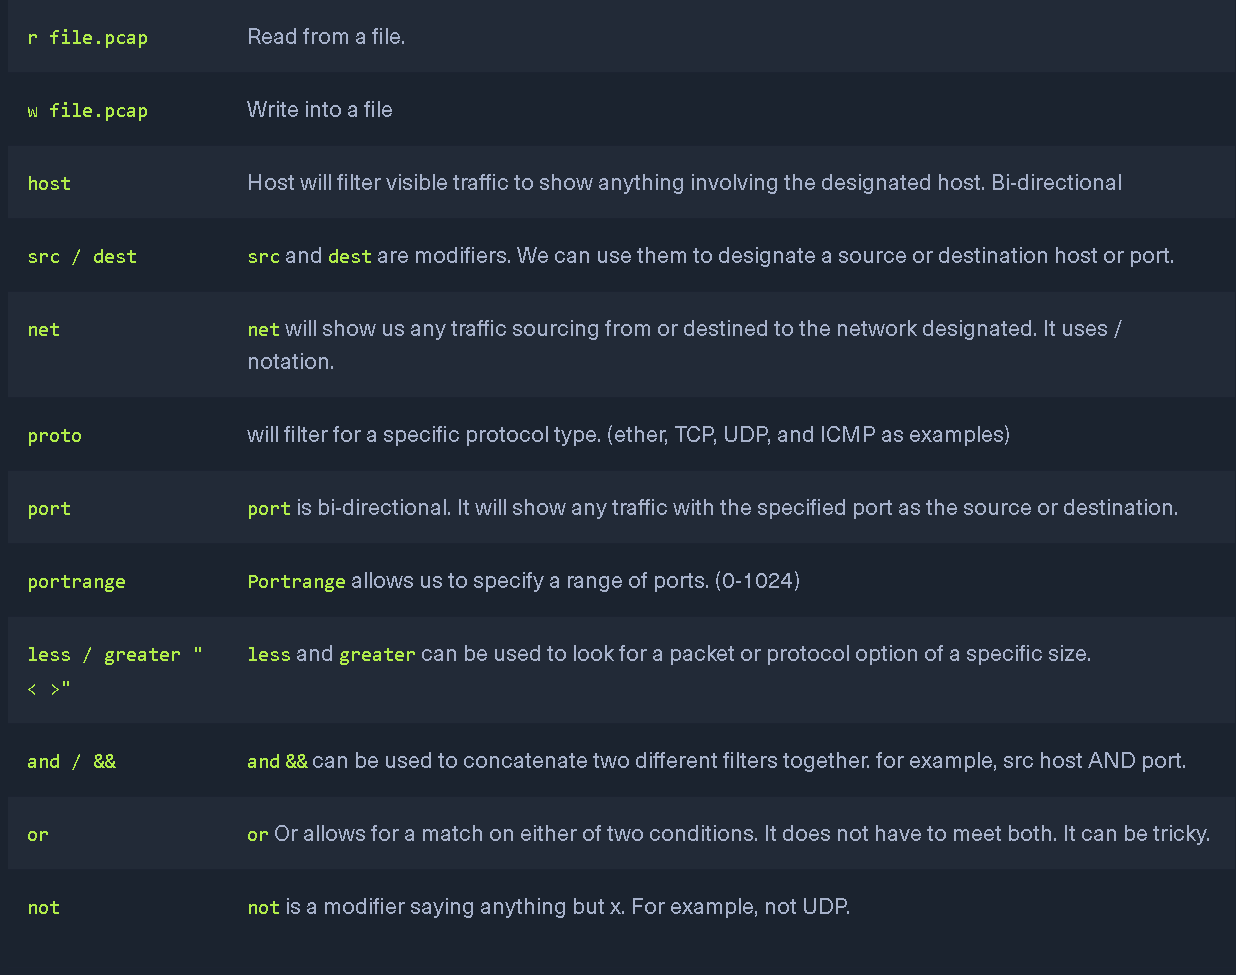 r file.pcap Read from a file.
w file.pcap Write into a file
host Host will filter visible traffic to show anything involving the designated host. Bi-directional
src / dest src and dest are modifiers. We can use them to designate a source or destination host or port.
net net will show us any traffic sourcing from or destined to the network designated. It uses /
notation.
proto will filter for a specific protocol type. (ether, TCP, UDP, and ICMP as examples)
port port is bi-directional. It will show any traffic with the specified port as the source or destination.
portrange Portrange allows us to specify a range of ports. (0-1024)
less / greater " less and greater can be used to look for a packet or protocol option of a specific size.
< >"
and / && and && can be used to concatenate two different filters together. for example, src host AND port.
or or Or allows for a match on either of two conditions. It does not have to meet both. It can be tricky.
not not is a modifier saying anything but x. For example, not UDP.